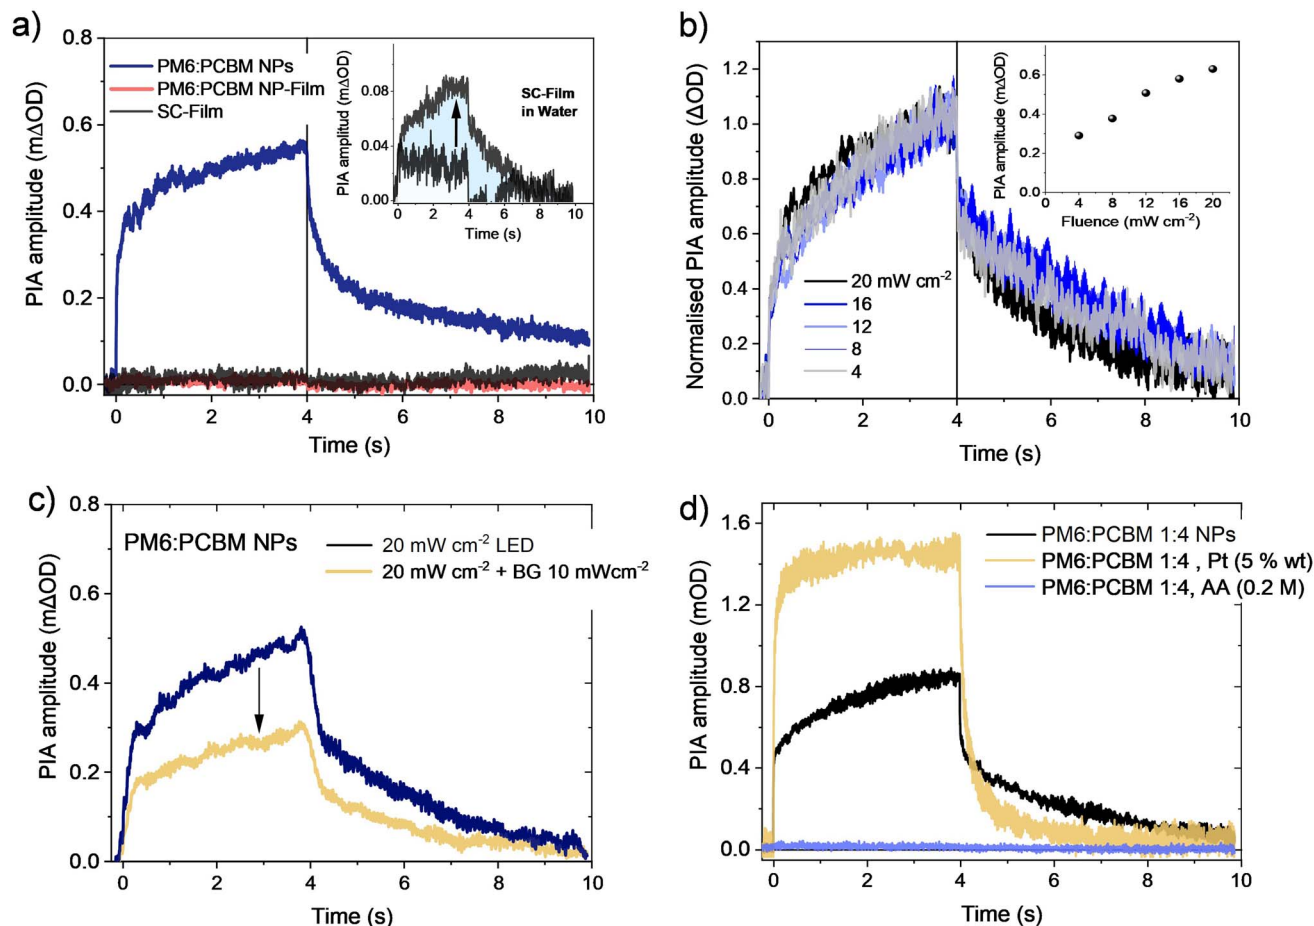 a)
PIA amplitude (m∆OD)
0.8
0.6
0.4
0.2
0.0
PM6:PCBM NPs
PM6:PCBM NP-Film
SC-Film
PIA amplitud (m∆OD)
0.08
0.04
0.00
SC-Film
in Water
0 2 4 6 8 10
Time (s)
0 2 4 6 8 10
Time (s)
b)
Normalised PIA amplitude (∆OD)
1.2
1.0
0.8
0.6
0.4
0.2
0.0
PIA amplitude (m∆OD)
0.6
0.4
0.2
0.0
0 4 8 12 16 20
Fluence (mW cm⁻²)
20 mW cm⁻²
16
12
8
4
0 2 4 6 8 10
Time (s)
c)
PIA amplitude (m∆OD)
0.8
0.6
0.4
0.2
0.0
PM6:PCBM NPs
20 mW cm⁻² LED
20 mW cm⁻² + BG 10 mWcm⁻²
0 2 4 6 8 10
Time (s)
d)
PIA amplitude (mOD)
1.6
1.2
0.8
0.4
0.0
PM6:PCBM 1:4 NPs
PM6:PCBM 1:4 , Pt (5 % wt)
PM6:PCBM 1:4, AA (0.2 M)
0 2 4 6 8 10
Time (s)